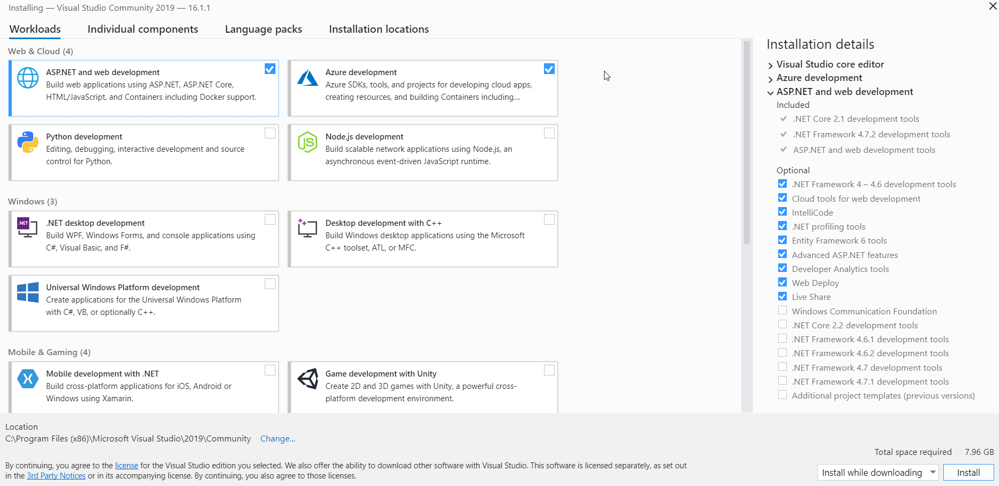 Installing — Visual Studio Community 2019 — 16.1.1
Workloads
Individual components
Language packs
Installation locations
Web & Cloud (4)
ASP.NET and web development
Build web applications using ASP.NET, ASP.NET Core,
HTML/JavaScript, and Containers including Docker support.
Azure development
Azure SDKs, tools, and projects for developing cloud apps,
creating resources, and building Containers including...
Python development
Editing, debugging, interactive development and source
control for Python.
Node.js development
Build scalable network applications using Node.js, an
asynchronous event-driven JavaScript runtime.
Windows (3)
.NET
.NET desktop development
Build WPF, Windows Forms, and console applications using
C#, Visual Basic, and F#.
Desktop development with C++
Build Windows desktop applications using the Microsoft
C++ toolset, ATL, or MFC.
Universal Windows Platform development
Create applications for the Universal Windows Platform
with C#, VB, or optionally C++.
Mobile & Gaming (4)
Mobile development with .NET
Build cross-platform applications for iOS, Android or
Windows using Xamarin.
Game development with Unity
Create 2D and 3D games with Unity, a powerful cross-
platform development environment.
Installation details
Visual Studio core editor
Azure development
ASP.NET and web development
Included
.NET Core 2.1 development tools
.NET Framework 4.7.2 development tools
ASP.NET and web development tools
Optional
.NET Framework 4 – 4.6 development tools
Cloud tools for web development
IntelliCode
.NET profiling tools
Entity Framework 6 tools
Advanced ASP.NET features
Developer Analytics tools
Web Deploy
Live Share
Windows Communication Foundation
.NET Core 2.2 development tools
.NET Framework 4.6.1 development tools
.NET Framework 4.6.2 development tools
.NET Framework 4.7 development tools
.NET Framework 4.7.1 development tools
Additional project templates (previous versions)
Location
C:\Program Files (x86)\Microsoft Visual Studio\2019\Community Change...
Total space required 7.96 GB
By continuing, you agree to the license for the Visual Studio edition you selected. We also offer the ability to download other software with Visual Studio. This software is licensed separately, as set out
in the 3rd Party Notices or in its accompanying license. By continuing, you also agree to those licenses.
Install while downloading
Install